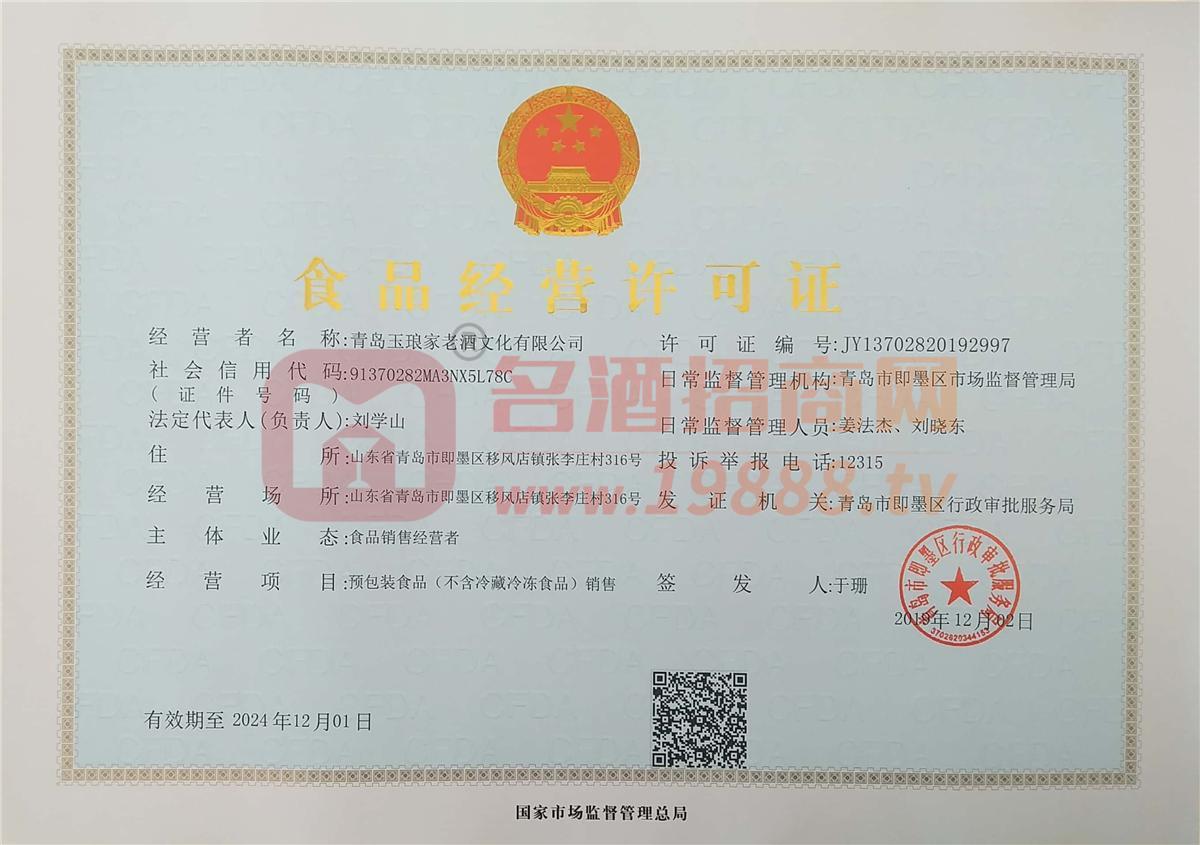 食品经营许可证
经营者名称:青岛玉琅家老酒文化有限公司
社会信用代码:91370282MA3NX5L78C
(证件号码)
法定代表人(负责人):刘学山
住所:山东省青岛市即墨区移风店镇张李庄村316号
经营场所:山东省青岛市即墨区移风店镇张李庄村316号
主体业态:食品销售经营者
经营项目:预包装食品(不含冷藏冷冻食品)销售
许可证编号:JY13702820192997
日常监督管理机构:青岛市即墨区市场监督管理局
日常监督管理人员:姜法杰、刘晓东
投诉举报电话:12315
发证机关:青岛市即墨区行政审批服务局
签发人:于珊
青岛市即墨区行政审批服务局
3702820344153
2019年12月02日
有效期至 2024年12月01日
国家市场监督管理总局
名酒招商网
www.19888.tv
®